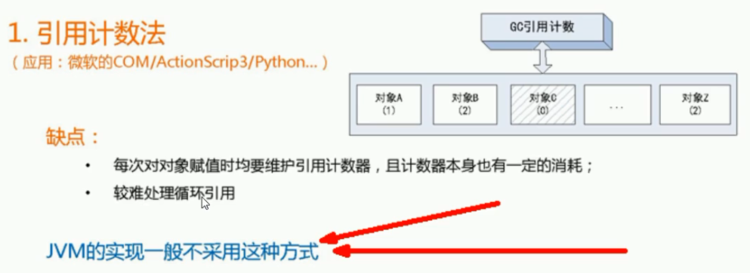 1. 引用计数法
（应用：微软的COM/ActionScrip3/Python...）
GC引用计数
对象A
(1)
对象B
(2)
对象C
(0)
...
对象Z
(2)
缺点：
• 每次对对象赋值时均要维护引用计数器，且计数器本身也有一定的消耗；
• 较难处理循环引用
JVM的实现一般不采用这种方式